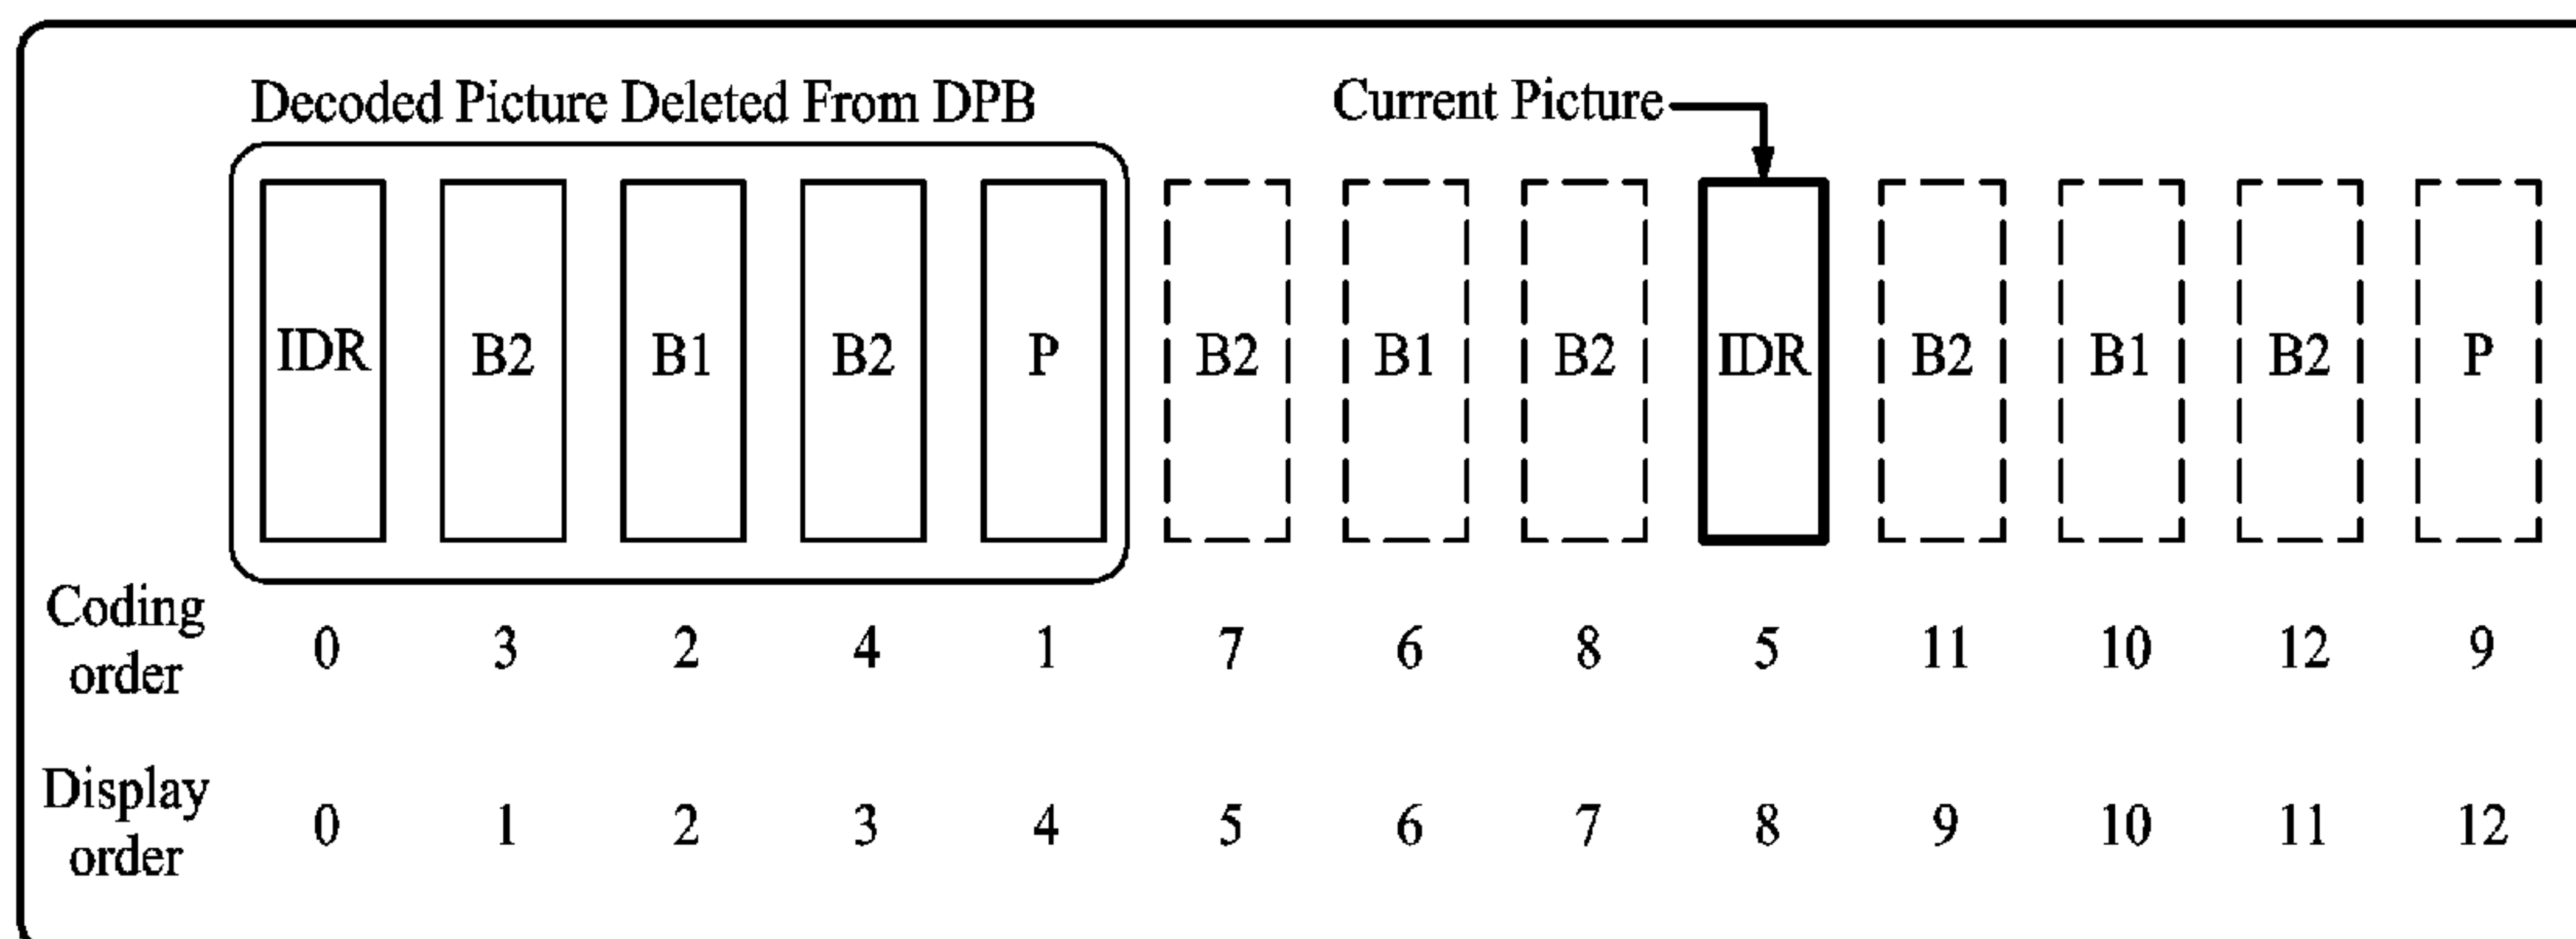 Decoded Picture Deleted From DPB
Current Picture
IDR B2 B1 B2 P B2 B1 B2 IDR B2 B1 B2 P
Coding order 0 3 2 4 1 7 6 8 5 11 10 12 9
Display order 0 1 2 3 4 5 6 7 8 9 10 11 12